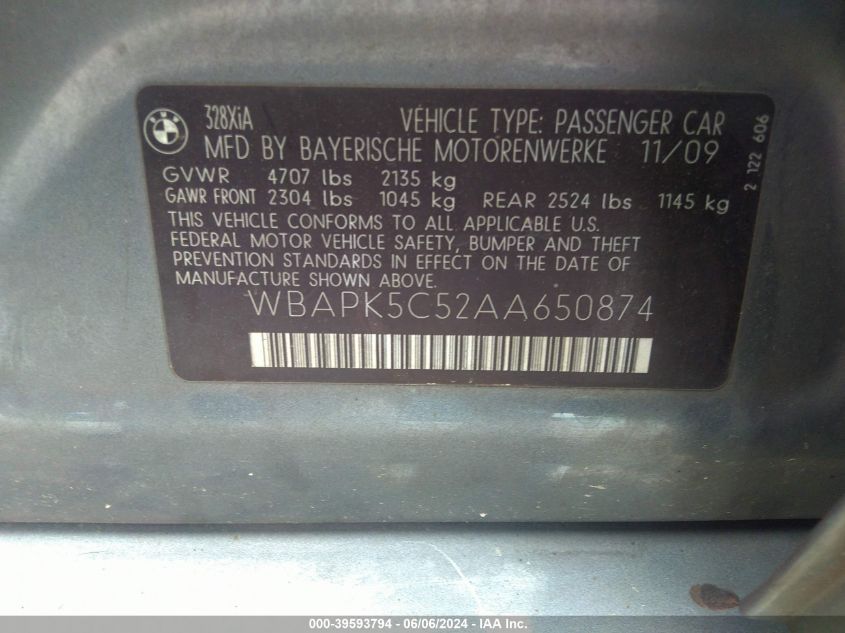 BMW
328XiA VEHICLE TYPE: PASSENGER CAR
MFD BY BAYERISCHE MOTORENWERKE 11/09
GVWR 4707 lbs 2135 kg
GAWR FRONT 2304 lbs 1045 kg REAR 2524 lbs 1145 kg
THIS VEHICLE CONFORMS TO ALL APPLICABLE U.S.
FEDERAL MOTOR VEHICLE SAFETY, BUMPER AND THEFT
PREVENTION STANDARDS IN EFFECT ON THE DATE OF
MANUFACTURE SHOWN ABOVE.
WBAPK5C52AA650874
2 122 606
000-39593794 - 06/06/2024 - IAA Inc.